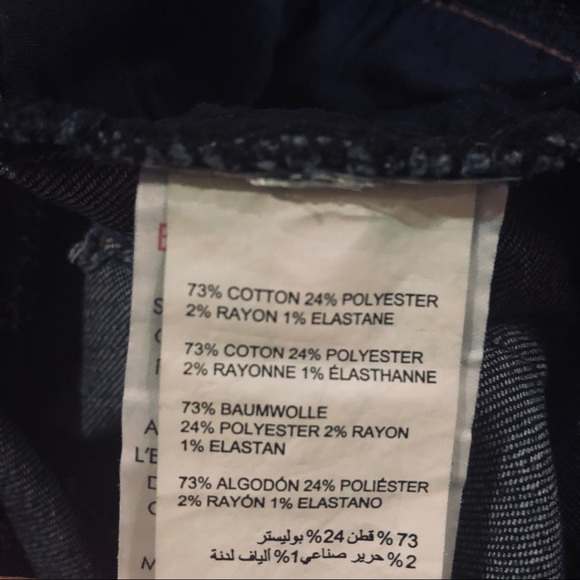 73% COTTON 24% POLYESTER
2% RAYON 1% ELASTANE
73% COTON 24% POLYESTER
2% RAYONNE 1% ÉLASTHANNE
73% BAUMWOLLE
24% POLYESTER 2% RAYON
1% ELASTAN
73% ALGODÓN 24% POLIÉSTER
2% RAYÓN 1% ELASTANO
73 % قطن 24% بوليستر
2% حرير صناعي 1% ألياف لدنة